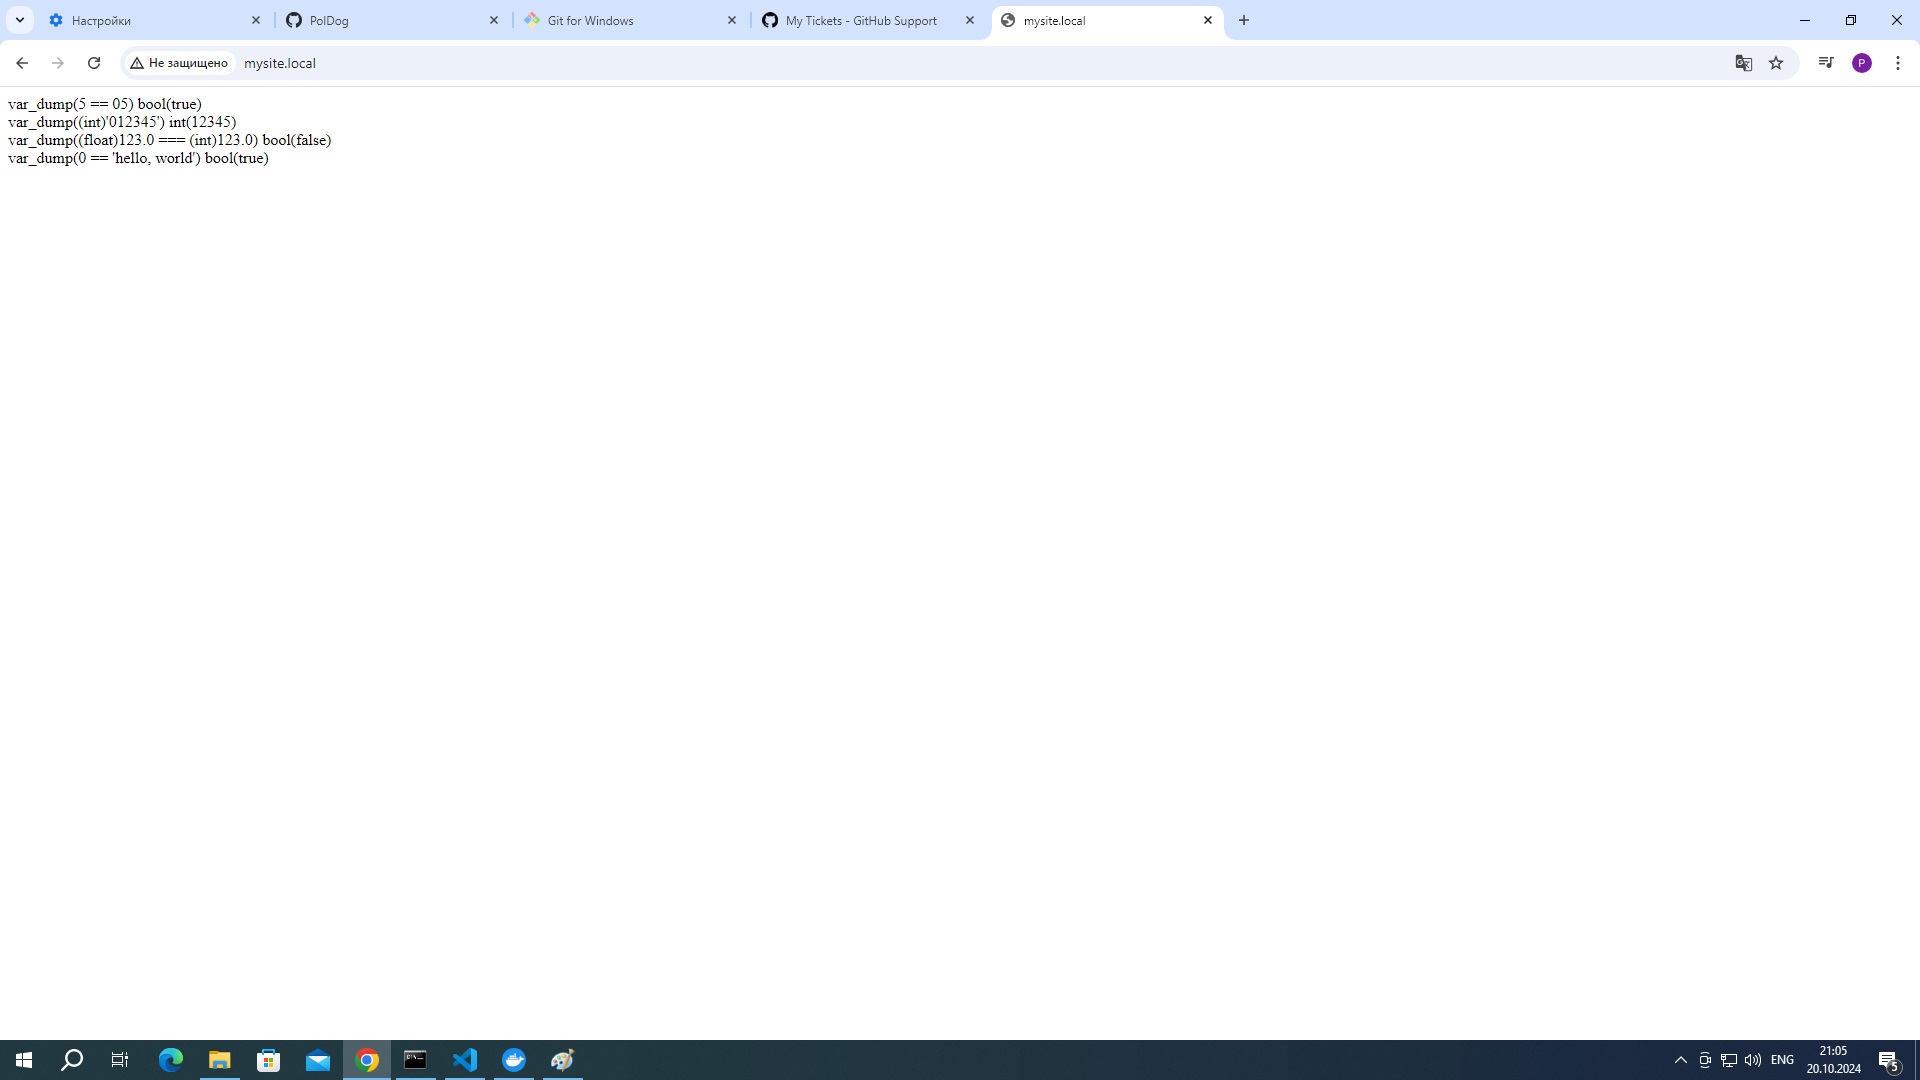 Настройки
PolDog
Git for Windows
My Tickets - GitHub Support
mysite.local
Не защищено
mysite.local
P
var_dump(5 == 05) bool(true)
var_dump((int)'012345') int(12345)
var_dump((float)123.0 === (int)123.0) bool(false)
var_dump(0 == 'hello, world') bool(true)
ENG
21:05
20.10.2024
5